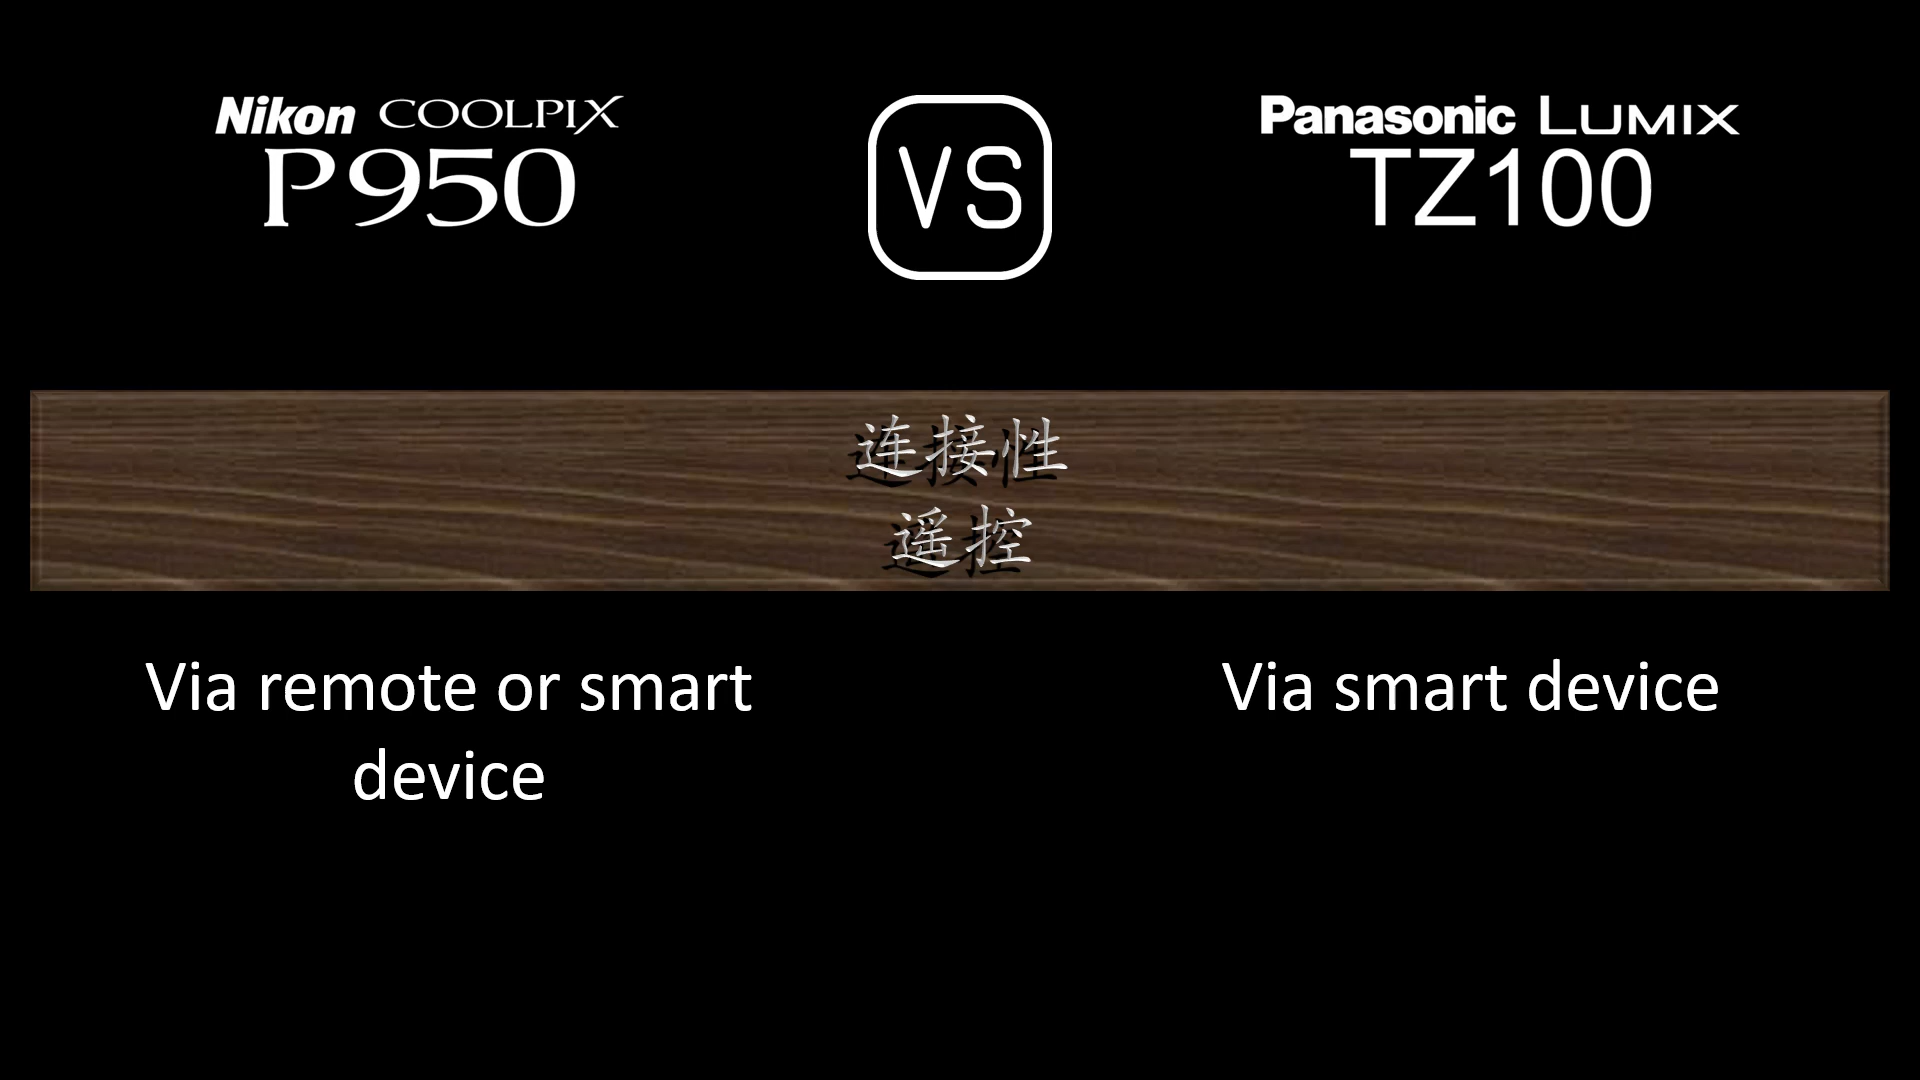 Nikon COOLPIX
P950
VS
Panasonic LUMIX
TZ100
连接性
遥控
Via remote or smart
device
Via smart device